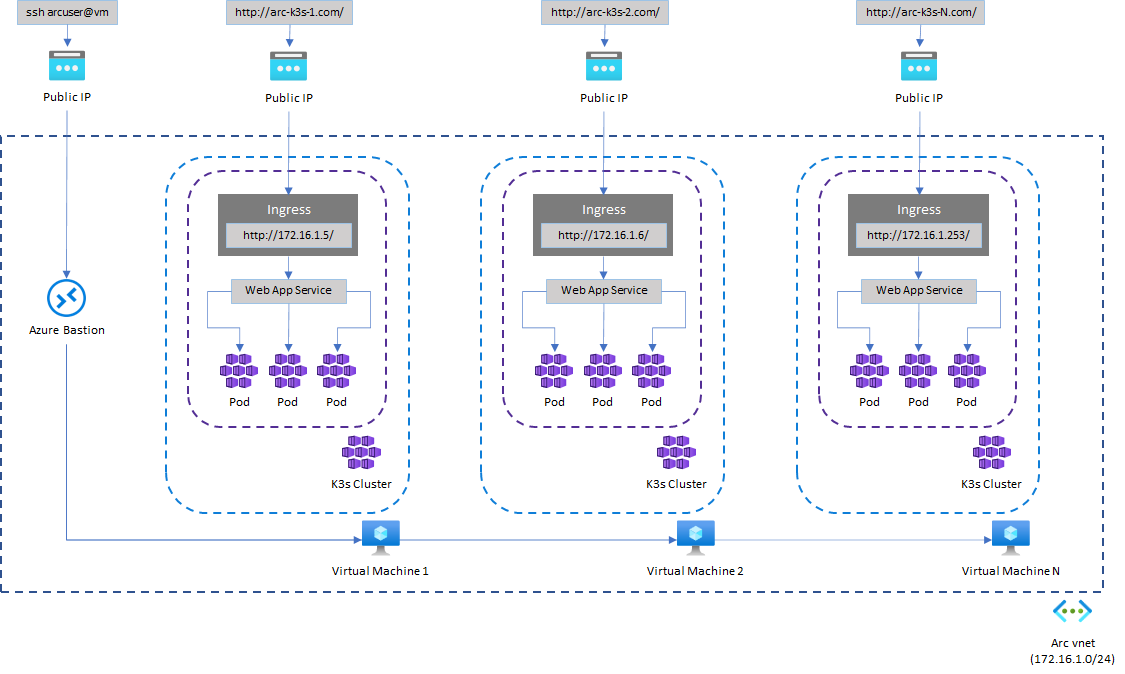 ssh arcuser@vm
http://arc-k3s-1.com/
http://arc-k3s-2.com/
http://arc-k3s-N.com/
Public IP
Public IP
Public IP
Public IP
Ingress
http://172.16.1.5/
Ingress
http://172.16.1.6/
Ingress
http://172.16.1.253/
Web App Service
Web App Service
Web App Service
Azure Bastion
Pod
Pod
Pod
Pod
Pod
Pod
Pod
Pod
Pod
K3s Cluster
K3s Cluster
K3s Cluster
Virtual Machine 1
Virtual Machine 2
Virtual Machine N
Arc vnet
(172.16.1.0/24)